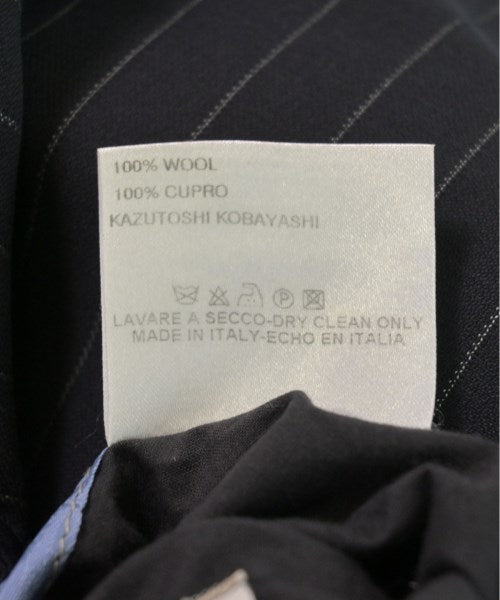 100% WOOL
100% CUPRO
KAZUTOSHI KOBAYASHI
P
LAVARE A SECCO-DRY CLEAN ONLY
MADE IN ITALY-ECHO EN ITALIA